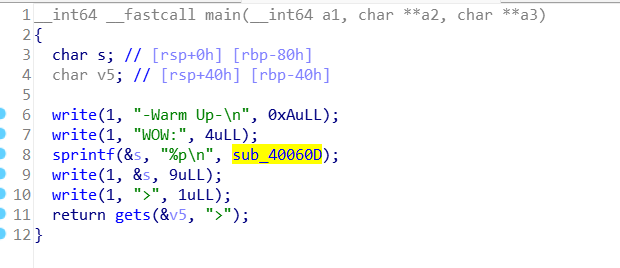 1 __int64 __fastcall main(__int64 a1, char **a2, char **a3)
2 {
3 char s; // [rsp+0h] [rbp-80h]
4 char v5; // [rsp+40h] [rbp-40h]
5
6 write(1, "-Warm Up-\n", 0xAuLL);
7 write(1, "WOW:", 4uLL);
8 sprintf(&s, "%p\n", sub_40060D);
9 write(1, &s, 9uLL);
10 write(1, ">", 1uLL);
11 return gets(&v5, ">");
12 }